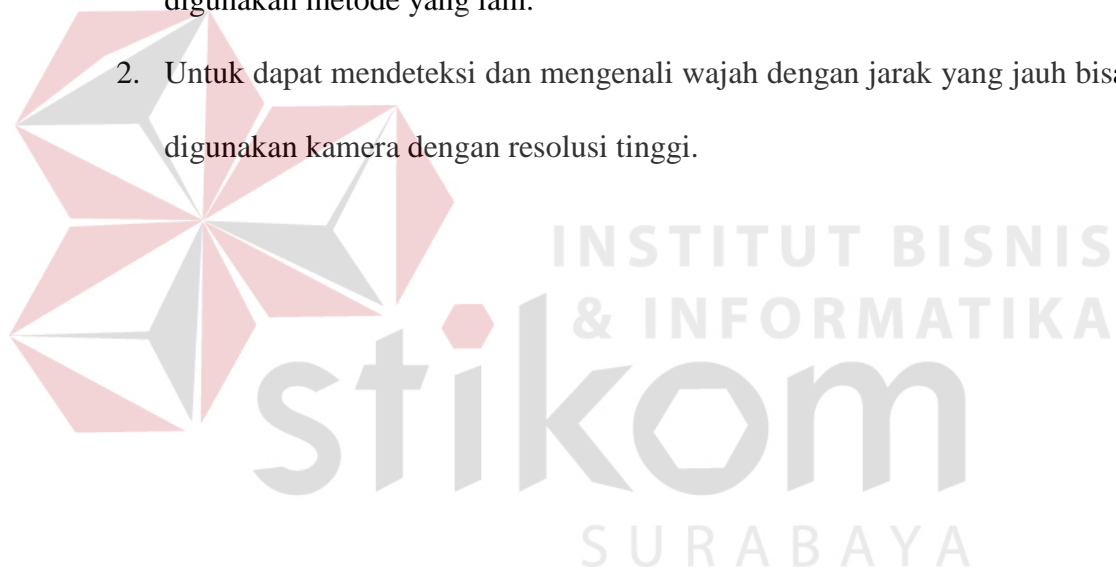 digunakan metode yang lain.
2. Untuk dapat mendeteksi dan mengenali wajah dengan jarak yang jauh bisa
digunakan kamera dengan resolusi tinggi.
INSTITUT BISNIS
& INFORMATIKA
stikom
SURABAYA